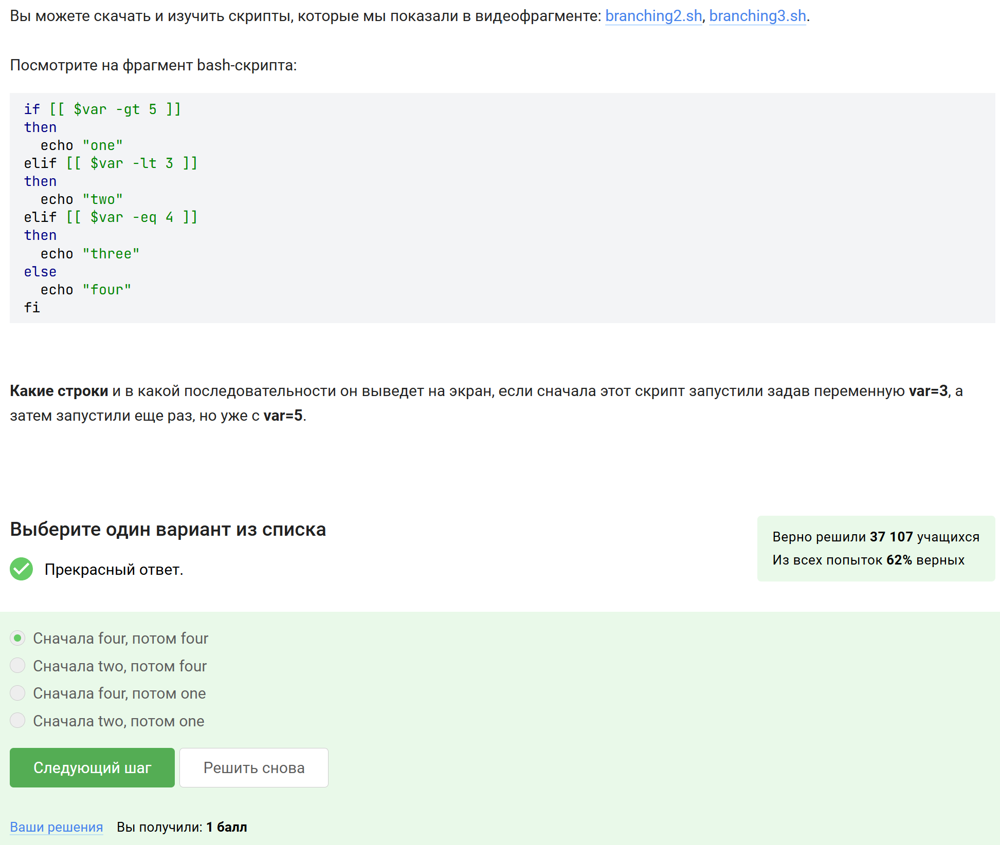 Вы можете скачать и изучить скрипты, которые мы показали в видеофрагменте: branching2.sh, branching3.sh.
Посмотрите на фрагмент bash-скрипта:
if [[ $var -gt 5 ]]
then
  echo "one"
elif [[ $var -lt 3 ]]
then
  echo "two"
elif [[ $var -eq 4 ]]
then
  echo "three"
else
  echo "four"
fi
Какие строки и в какой последовательности он выведет на экран, если сначала этот скрипт запустили задав переменную var=3, а
затем запустили еще раз, но уже с var=5.
Выберите один вариант из списка
Верно решили 37 107 учащихся
Из всех попыток 62% верных
Прекрасный ответ.
Сначала four, потом four
Сначала two, потом four
Сначала four, потом one
Сначала two, потом one
Следующий шаг Решить снова
Ваши решения Вы получили: 1 балл